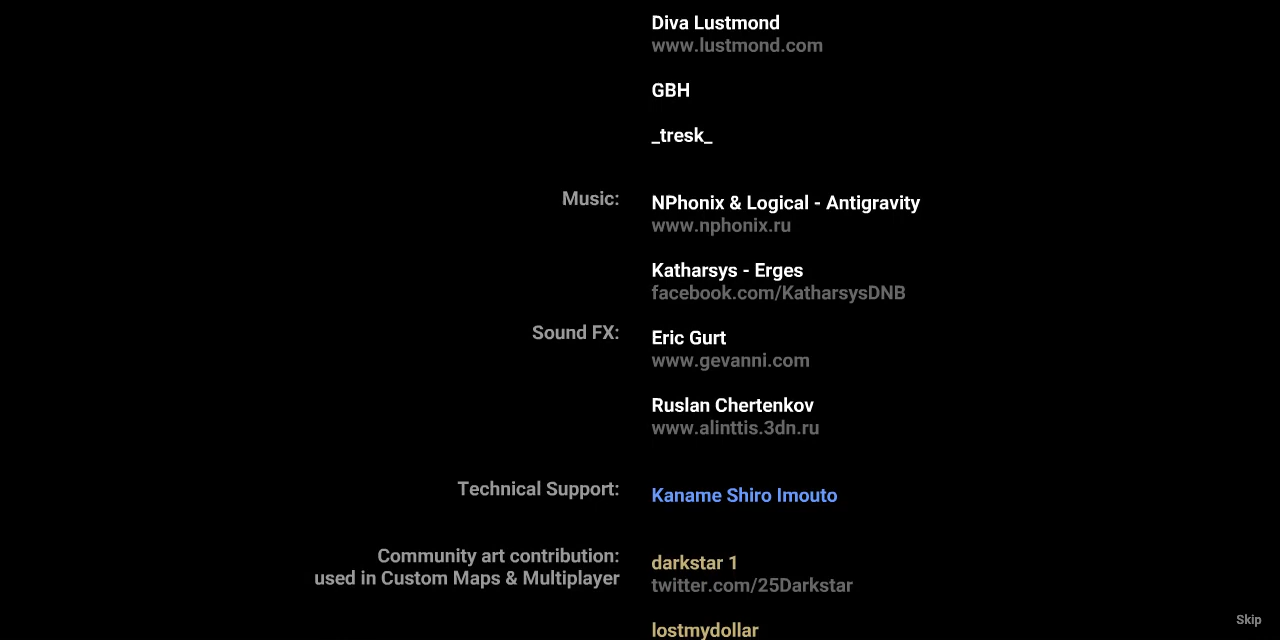 Diva Lustmond
www.lustmond.com
GBH
_tresk_
Music:
NPhonix & Logical - Antigravity
www.nphonix.ru
Katharsys - Erges
facebook.com/KatharsysDNB
Sound FX:
Eric Gurt
www.gevanni.com
Ruslan Chertenkov
www.alinttis.3dn.ru
Technical Support:
Kaname Shiro Imouto
Community art contribution:
used in Custom Maps & Multiplayer
darkstar 1
twitter.com/25Darkstar
lostmydollar
Skip